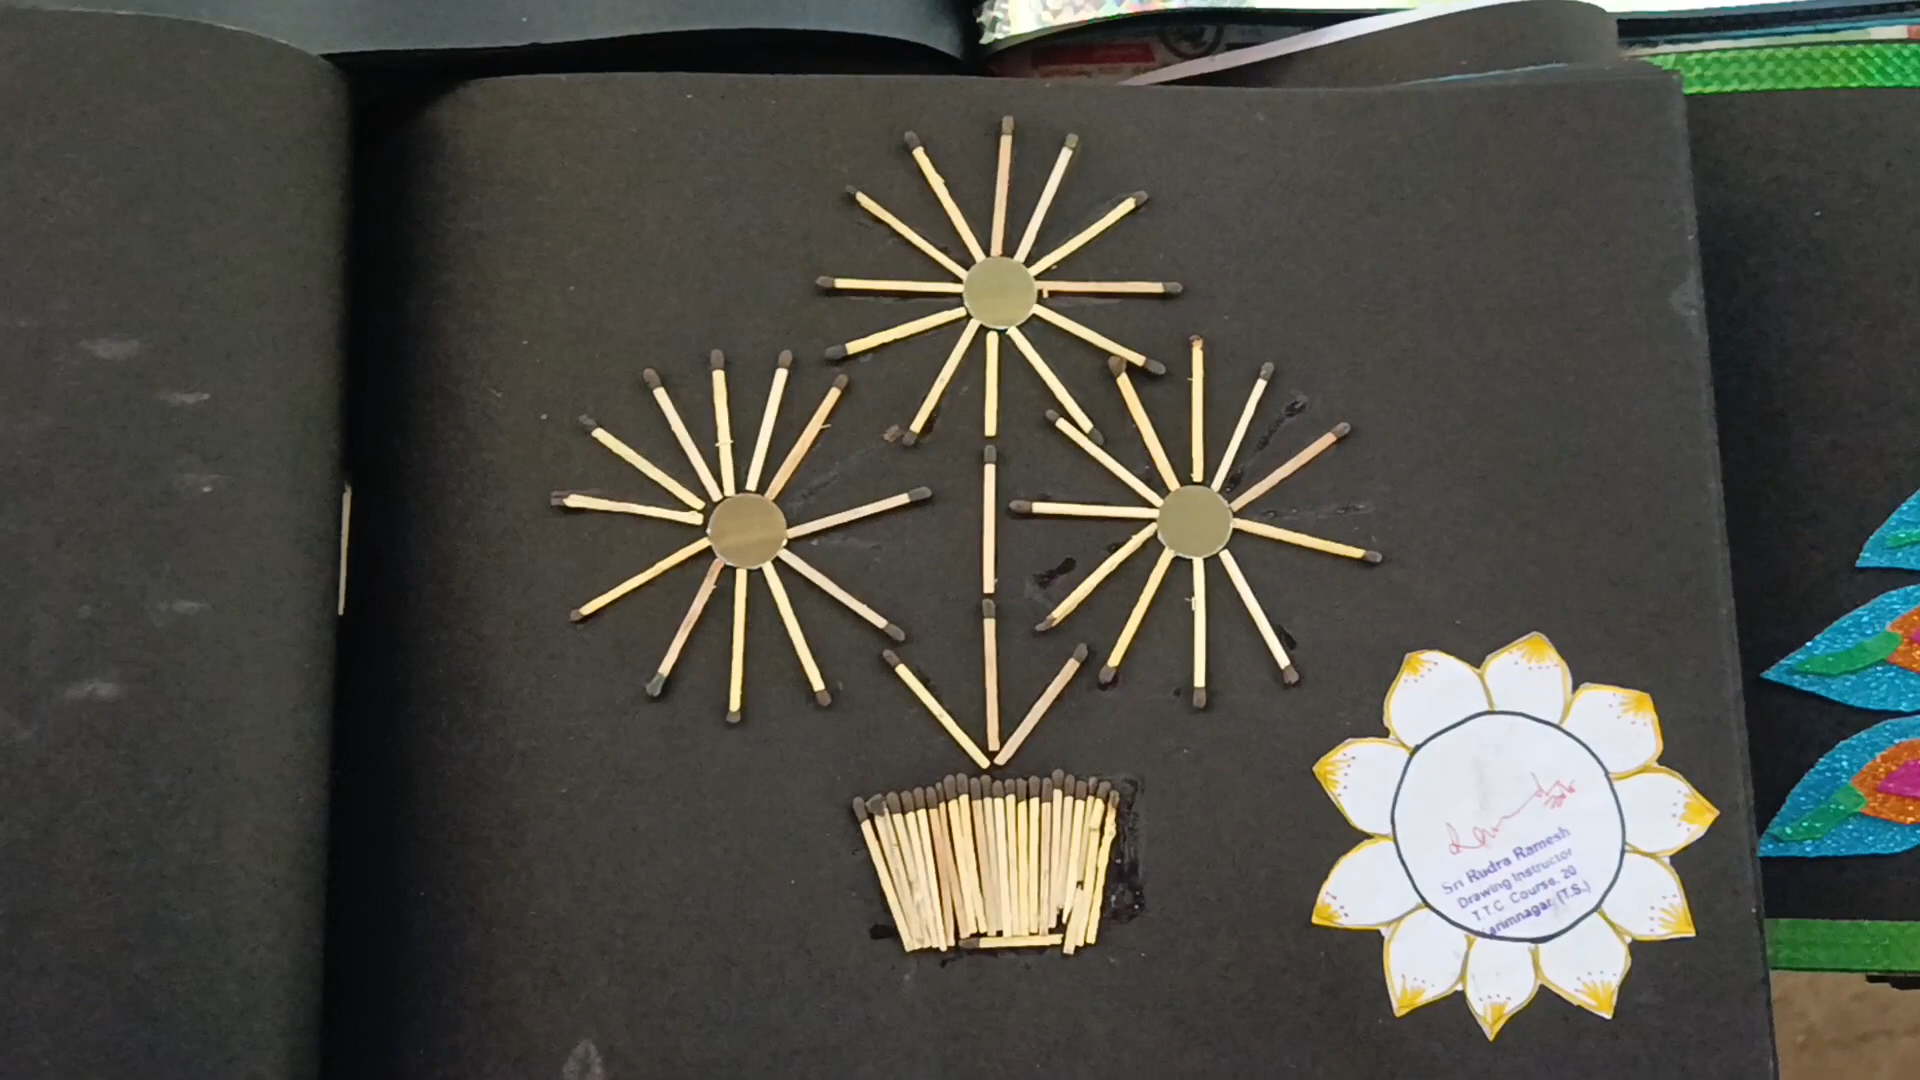 Sri Rudra Ramesh
Drawing Instructor
T.T.C. Course, 20
Karimnagar (T.S.)